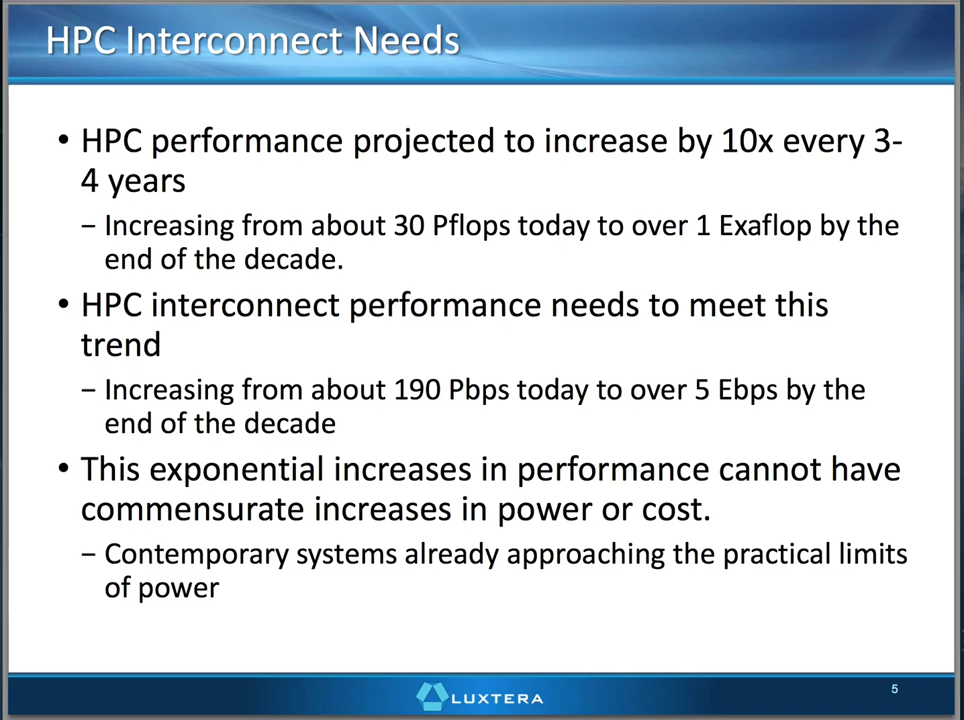 HPC Interconnect Needs
• HPC performance projected to increase by 10x every 3-
4 years
– Increasing from about 30 Pflops today to over 1 Exaflop by the
end of the decade.
• HPC interconnect performance needs to meet this
trend
– Increasing from about 190 Pbps today to over 5 Ebps by the
end of the decade
• This exponential increases in performance cannot have
commensurate increases in power or cost.
– Contemporary systems already approaching the practical limits
of power
LUXTERA
5